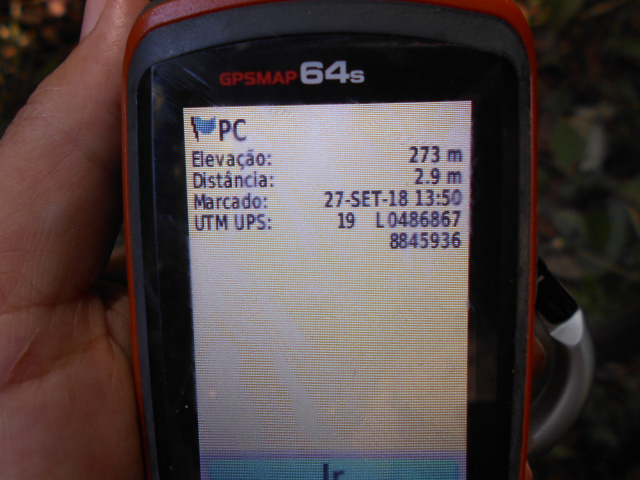 GPSMAP 64s
PC
Elevação: 273 m
Distância: 2.9 m
Marcado: 27-SET-18 13:50
UTM UPS: 19 L 0486867
8845936
Ir